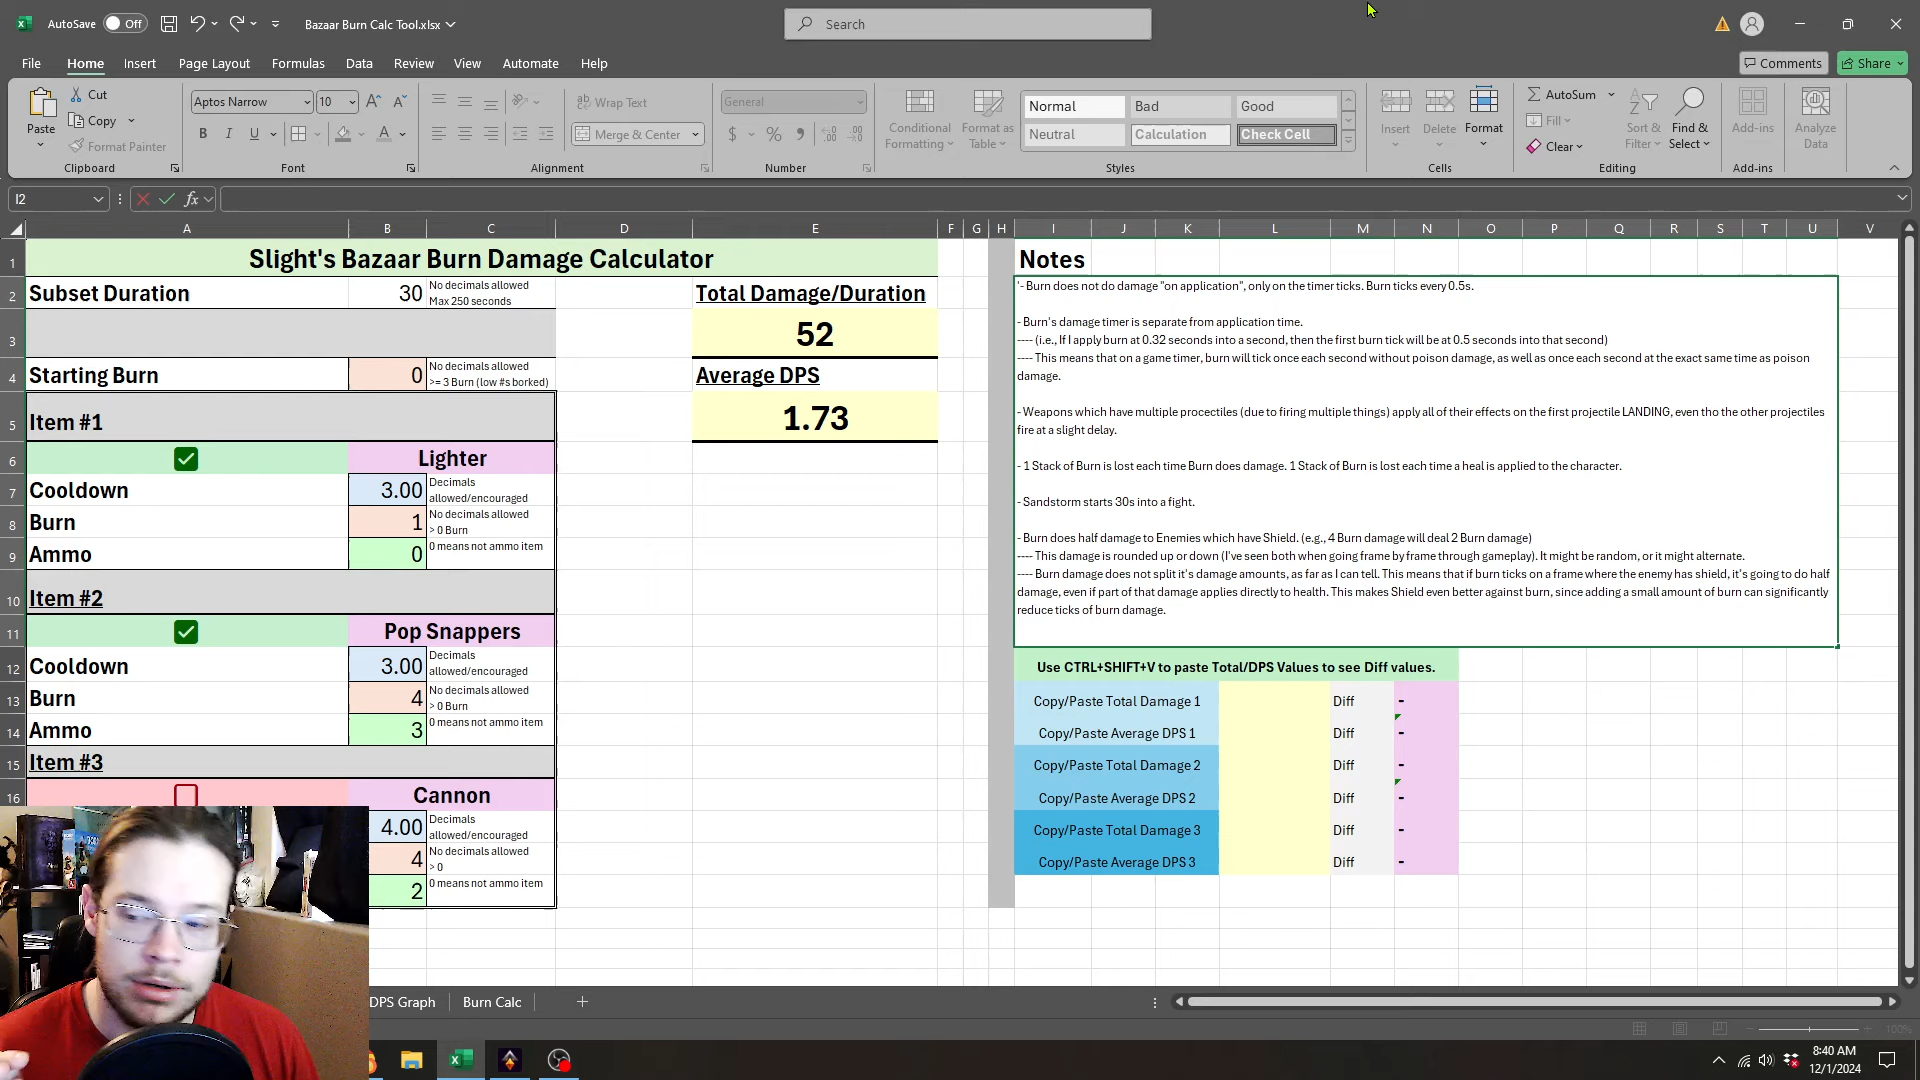 AutoSave Off Bazaar Burn Calc Tool.xlsx Search
File Home Insert Page Layout Formulas Data Review View Automate Help Comments Share
Paste Cut Copy Format Painter
Aptos Narrow 10
B I U A
Wrap Text
Merge & Center
General
$ %
Conditional Formatting
Format as Table
Normal Bad Good
Neutral Calculation Check Cell
Insert Delete Format
AutoSum Fill Clear
Sort & Filter
Find & Select
Add-ins
Analyze Data
Clipboard Font Alignment Number Styles Cells Editing Add-ins
I2 fx
A B C D E F G H I J K L M N O P Q R S T U V
1 Slight's Bazaar Burn Damage Calculator
2 Subset Duration 30 No decimals allowed
Max 250 seconds
Total Damage/Duration
3 52
4 Starting Burn 0 No decimals allowed
>= 3 Burn (low #s borked)
Average DPS
5 Item #1 1.73
6 Lighter
7 Cooldown 3.00 Decimals
allowed/encouraged
8 Burn 1 No decimals allowed
> 0 Burn
9 Ammo 0 0 means not ammo item
10 Item #2
11 Pop Snappers
12 Cooldown 3.00 Decimals
allowed/encouraged
13 Burn 4 No decimals allowed
> 0 Burn
14 Ammo 3 0 means not ammo item
15 Item #3
16 Cannon
4.00 Decimals
allowed/encouraged
4 No decimals allowed
> 0
2 0 means not ammo item
Notes
'- Burn does not do damage "on application", only on the timer ticks. Burn ticks every 0.5s.
- Burn's damage timer is separate from application time.
---- (i.e., If I apply burn at 0.32 seconds into a second, then the first burn tick will be at 0.5 seconds into that second)
---- This means that on a game timer, burn will tick once each second without poison damage, as well as once each second at the exact same time as poison
damage.
- Weapons which have multiple procectiles (due to firing multiple things) apply all of their effects on the first projectile LANDING, even tho the other projectiles
fire at a slight delay.
- 1 Stack of Burn is lost each time Burn does damage. 1 Stack of Burn is lost each time a heal is applied to the character.
- Sandstorm starts 30s into a fight.
- Burn does half damage to Enemies which have Shield. (e.g., 4 Burn damage will deal 2 Burn damage)
---- This damage is rounded up or down (I've seen both when going frame by frame through gameplay). It might be random, or it might alternate.
---- Burn damage does not split it's damage amounts, as far as I can tell. This means that if burn ticks on a frame where the enemy has shield, it's going to do half
damage, even if part of that damage applies directly to health. This makes Shield even better against burn, since adding a small amount of burn can significantly
reduce ticks of burn damage.
Use CTRL+SHIFT+V to paste Total/DPS Values to see Diff values.
Copy/Paste Total Damage 1 Diff -
Copy/Paste Average DPS 1 Diff -
Copy/Paste Total Damage 2 Diff -
Copy/Paste Average DPS 2 Diff -
Copy/Paste Total Damage 3 Diff -
Copy/Paste Average DPS 3 Diff -
DPS Graph Burn Calc
100%
8:40 AM
12/1/2024